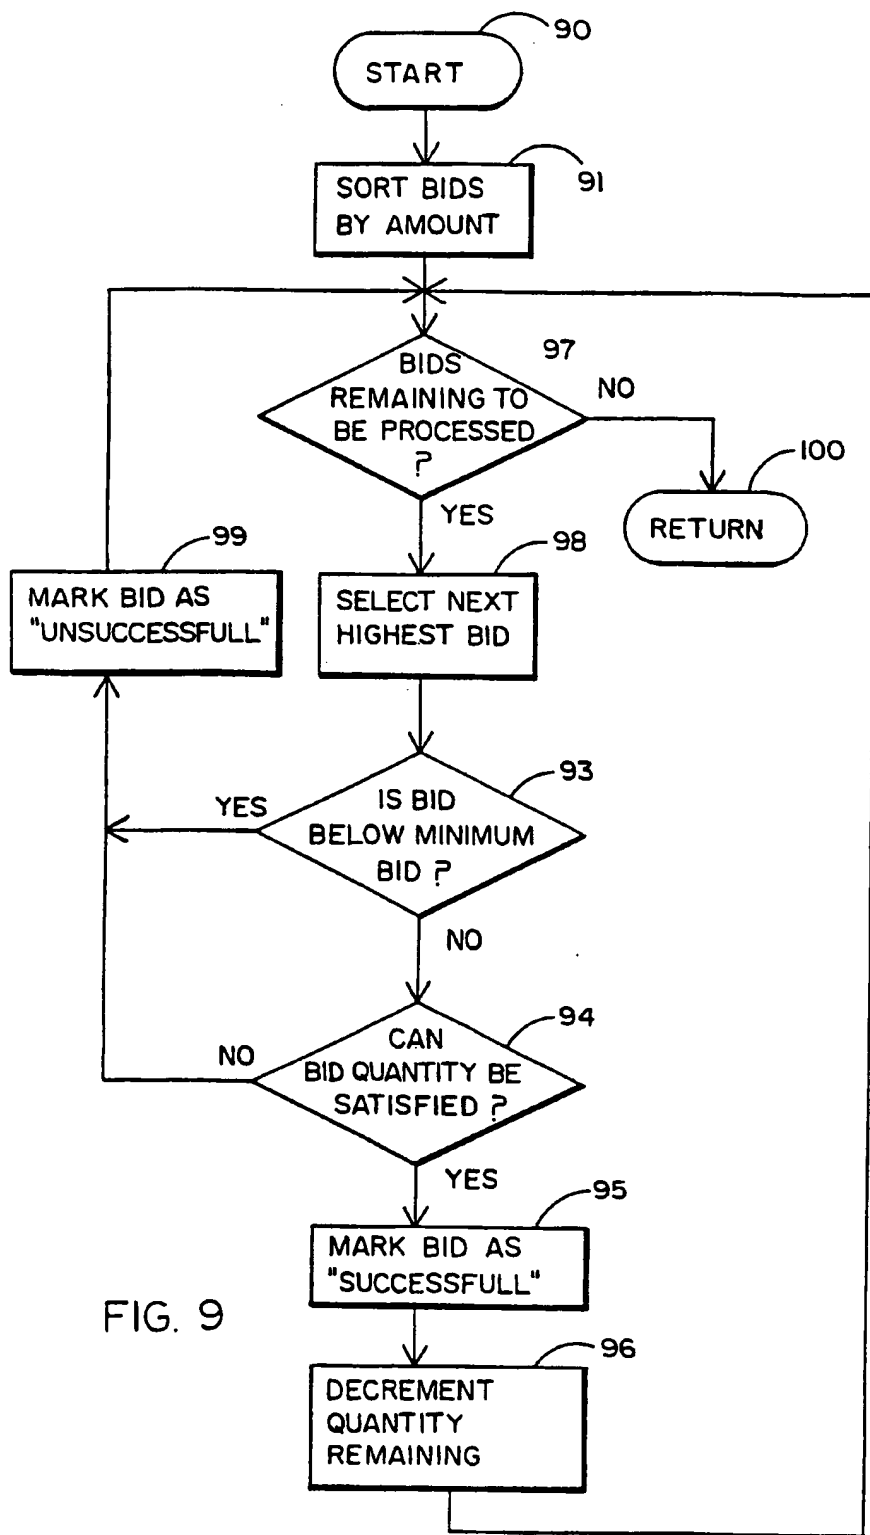 90
START
91
SORT BIDS
BY AMOUNT
97
BIDS
REMAINING TO
BE PROCESSED
?
NO
100
RETURN
YES
99
MARK BID AS
"UNSUCCESSFULL"
98
SELECT NEXT
HIGHEST BID
93
YES
IS BID
BELOW MINIMUM
BID ?
NO
94
NO
CAN
BID QUANTITY BE
SATISFIED ?
YES
95
MARK BID AS
"SUCCESSFULL"
FIG. 9
96
DECREMENT
QUANTITY
REMAINING